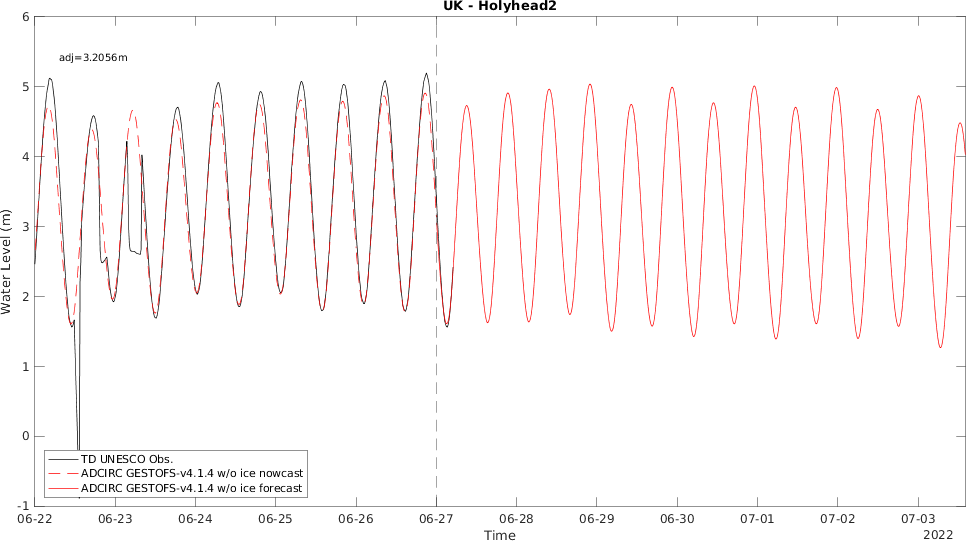 UK - Holyhead2
6
adj=3.2056m
5
4
3
2
1
0
-1
Water Level (m)
TD UNESCO Obs.
ADCIRC GESTOFS-v4.1.4 w/o ice nowcast
ADCIRC GESTOFS-v4.1.4 w/o ice forecast
06-22 06-23 06-24 06-25 06-26 06-27 06-28 06-29 06-30 07-01 07-02 07-03
Time
2022